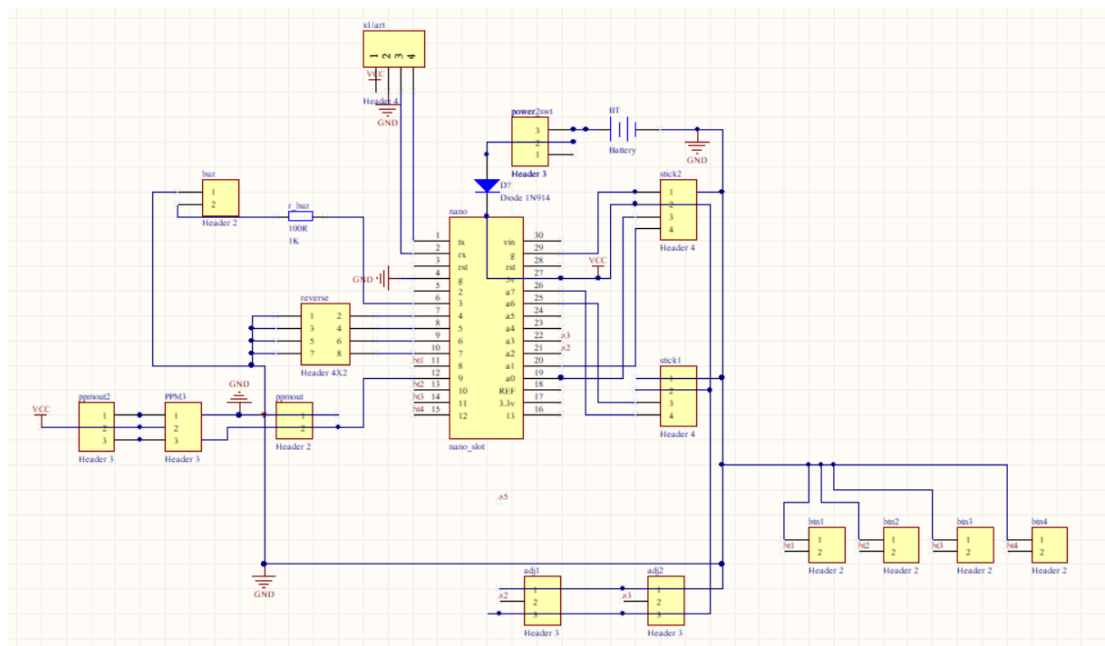 xUart
1 2 3 4
VCC
Header 4
GND
power2swt
3
2
1
Header 3
BT
Battery
GND
D?
Diode 1N914
buz
1
2
Header 2
r_buz
100R
1K
stick2
1
2
3
4
Header 4
nano
1 tx vin 30
2 rx g 29
3 rst rst 28
4 g 5v 27
5 2 a7 26
6 3 a6 25
7 4 a5 24
8 5 a4 23
9 6 a3 22 a3
10 7 a2 21 a2
bt1 11 8 a1 20
12 9 a0 19
bt2 13 10 REF 18
bt3 14 11 3.3v 17
bt4 15 12 13 16
nano_slot
GND
VCC
reverse
1 2
3 4
5 6
7 8
Header 4X2
stick1
1
2
3
4
Header 4
GND
VCC
ppmout2
1
2
3
Header 3
PPM3
1
2
3
Header 3
ppmout
1
2
Header 2
a5
GND
btn1
1
bt1 2
Header 2
btn2
1
bt2 2
Header 2
btn3
1
bt3 2
Header 2
btn4
1
bt4 2
Header 2
adj1
1
a2 2
3
Header 3
adj2
1
a3 2
3
Header 3